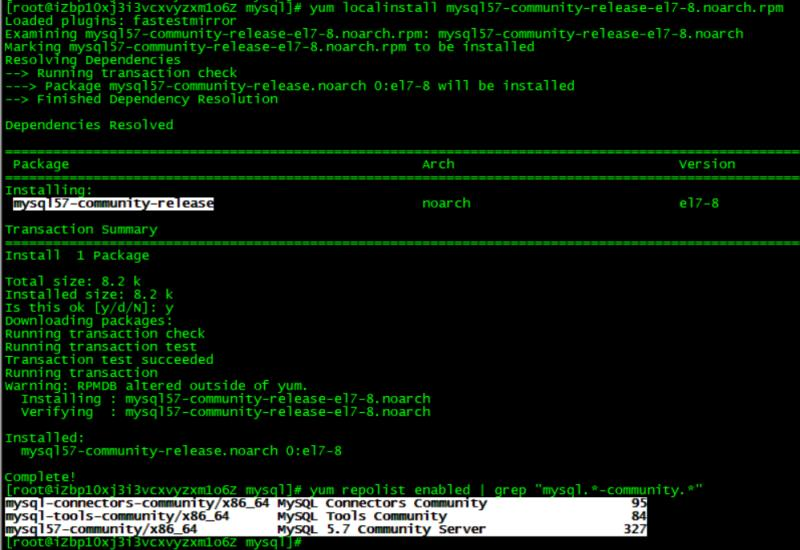 [root@iZbp10xj3i3vcxvyzxm1o6Z mysql]# yum localinstall mysql57-community-release-el7-8.noarch.rpm
Loaded plugins: fastestmirror
Examining mysql57-community-release-el7-8.noarch.rpm: mysql57-community-release-el7-8.noarch
Marking mysql57-community-release-el7-8.noarch.rpm to be installed
Resolving Dependencies
--> Running transaction check
---> Package mysql57-community-release.noarch 0:el7-8 will be installed
--> Finished Dependency Resolution
Dependencies Resolved
Package Arch Version
Installing:
mysql57-community-release noarch el7-8
Transaction Summary
Install 1 Package
Total size: 8.2 k
Installed size: 8.2 k
Is this ok [y/d/N]: y
Downloading packages:
Running transaction check
Running transaction test
Transaction test succeeded
Running transaction
Warning: RPMDB altered outside of yum.
Installing : mysql57-community-release-el7-8.noarch
Verifying : mysql57-community-release-el7-8.noarch
Installed:
mysql57-community-release.noarch 0:el7-8
Complete!
[root@iZbp10xj3i3vcxvyzxm1o6Z mysql]# yum repolist enabled | grep "mysql.*-community.*"
mysql-connectors-community/x86_64 MySQL Connectors Community 95
mysql-tools-community/x86_64 MySQL Tools Community 84
mysql57-community/x86_64 MySQL 5.7 Community Server 327
[root@iZbp10xj3i3vcxvyzxm1o6Z mysql]#